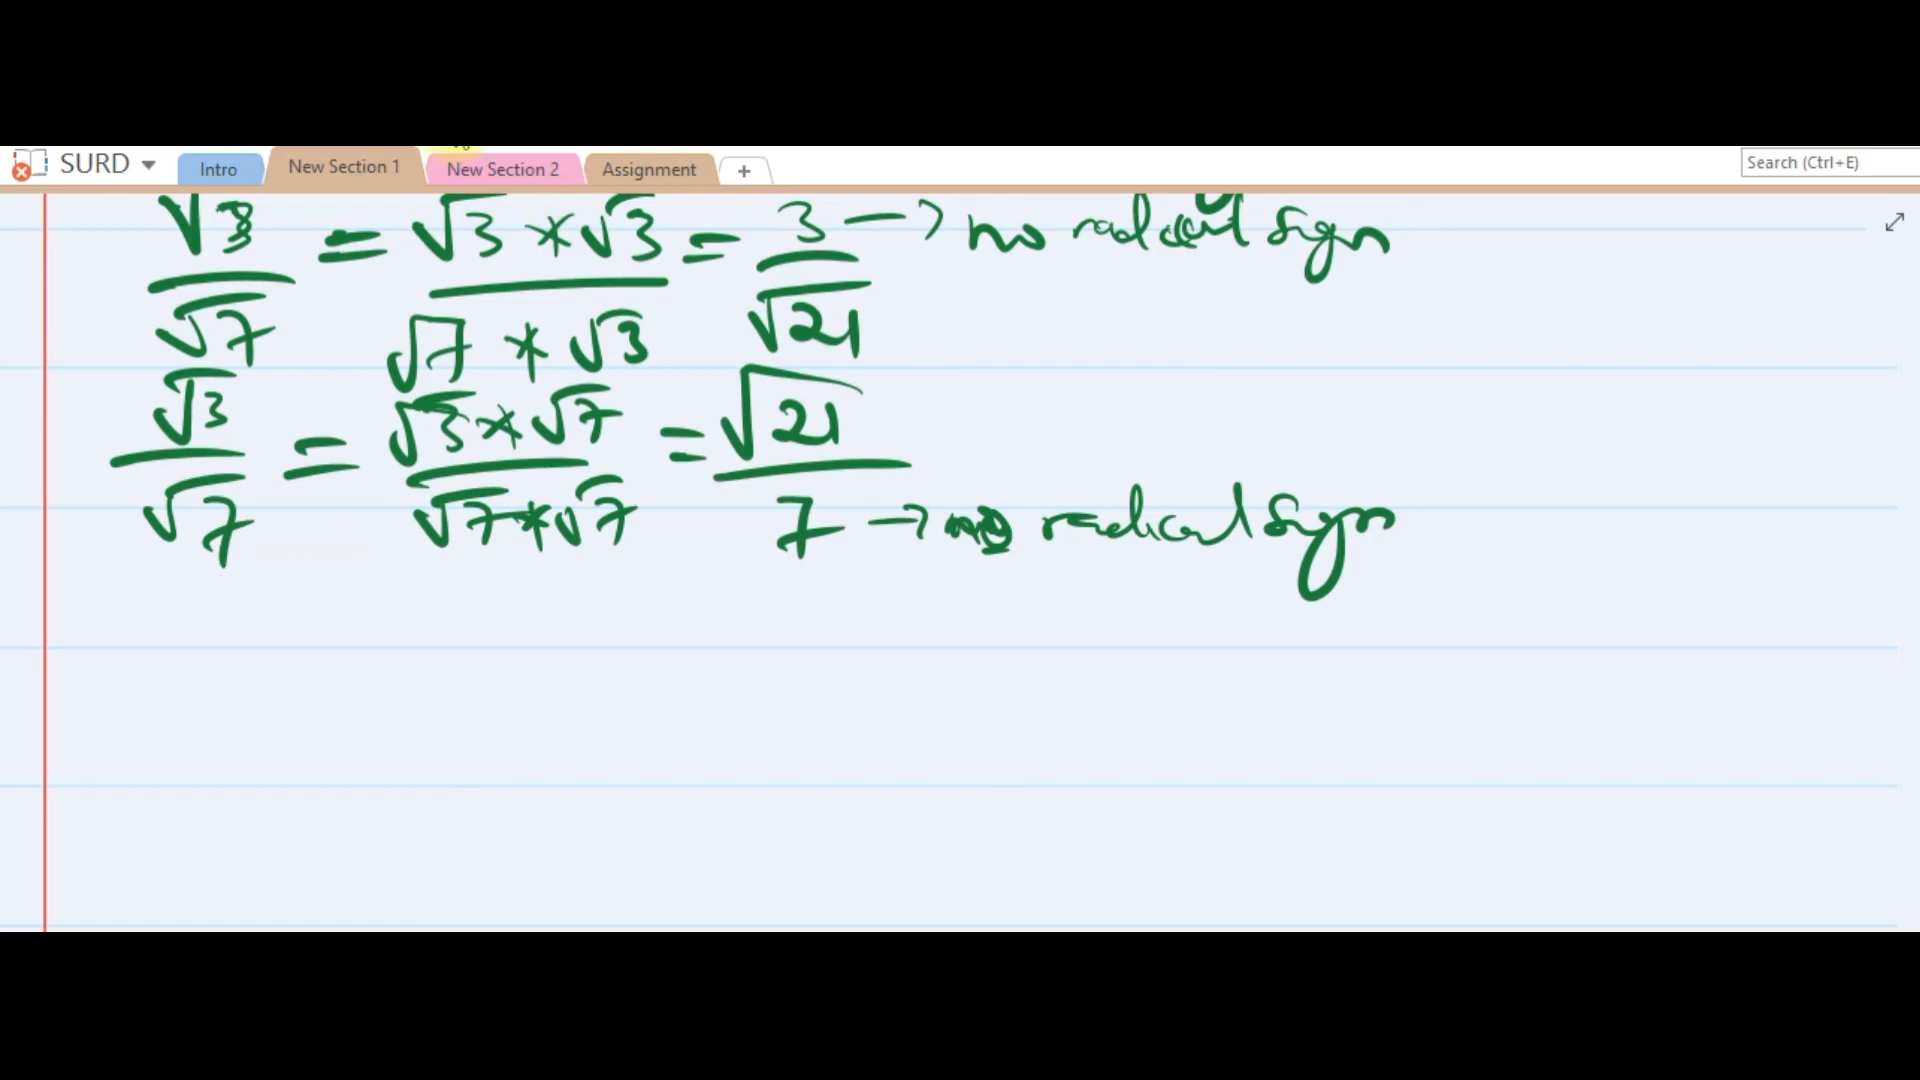 SURD Intro New Section 1 New Section 2 Assignment + Search (Ctrl+E)
√3/√7 = √3 * √3/√7 * √3 = 3/√21 → no radical sign
√3/√7 = √3 * √7/√7 * √7 = √21/7 → no radical sign